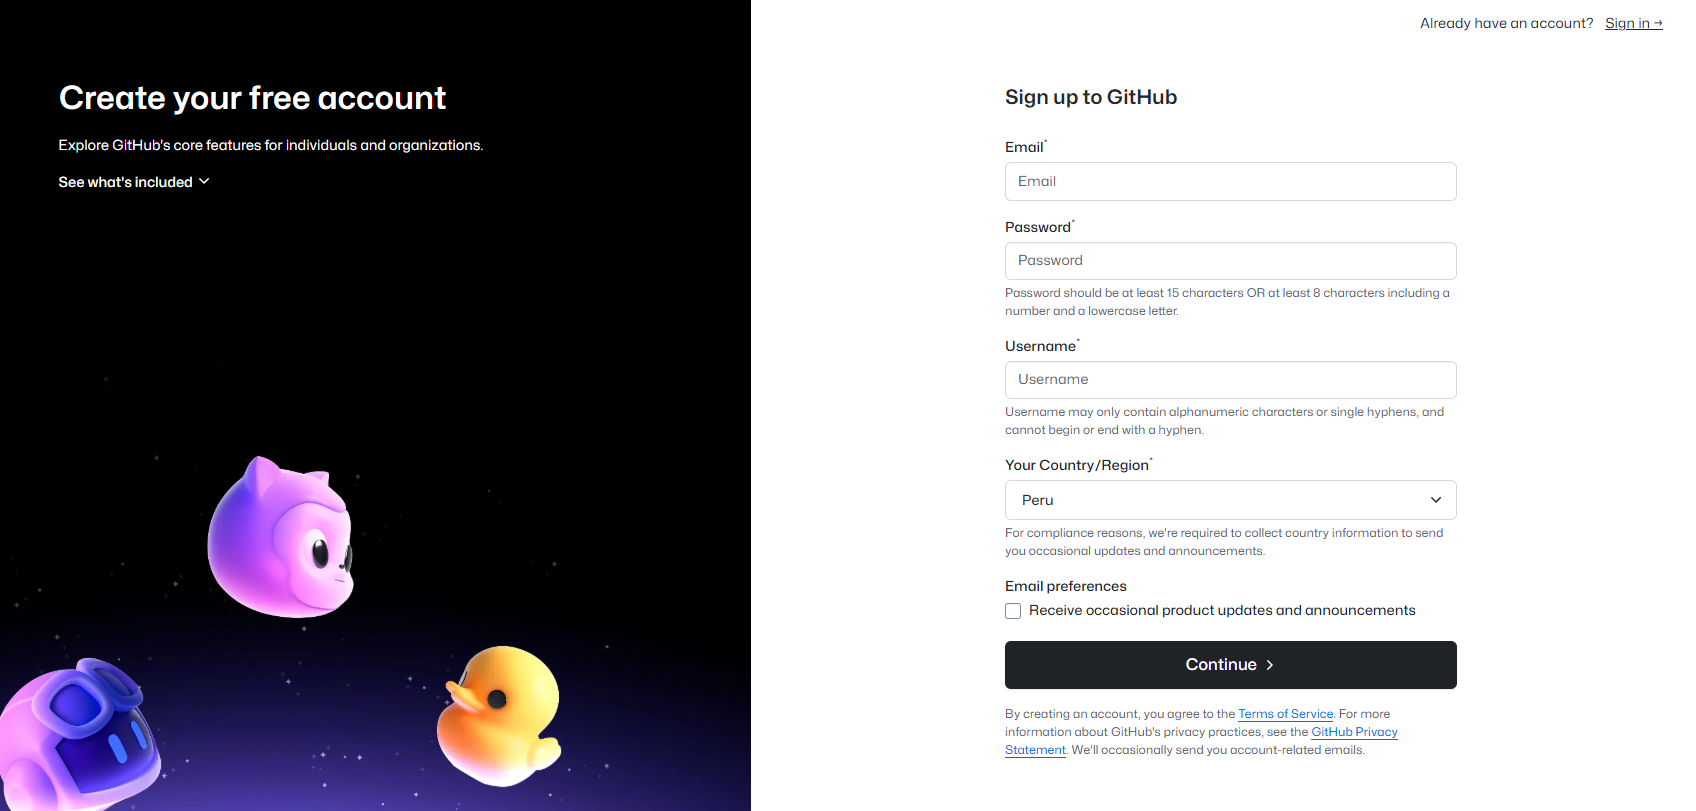 Already have an account? Sign in →
Create your free account
Explore GitHub's core features for individuals and organizations.
See what's included
Sign up to GitHub
Email*
Email
Password*
Password
Password should be at least 15 characters OR at least 8 characters including a
number and a lowercase letter.
Username*
Username
Username may only contain alphanumeric characters or single hyphens, and
cannot begin or end with a hyphen.
Your Country/Region*
Peru
For compliance reasons, we're required to collect country information to send
you occasional updates and announcements.
Email preferences
Receive occasional product updates and announcements
Continue
By creating an account, you agree to the Terms of Service. For more
information about GitHub's privacy practices, see the GitHub Privacy
Statement. We'll occasionally send you account-related emails.